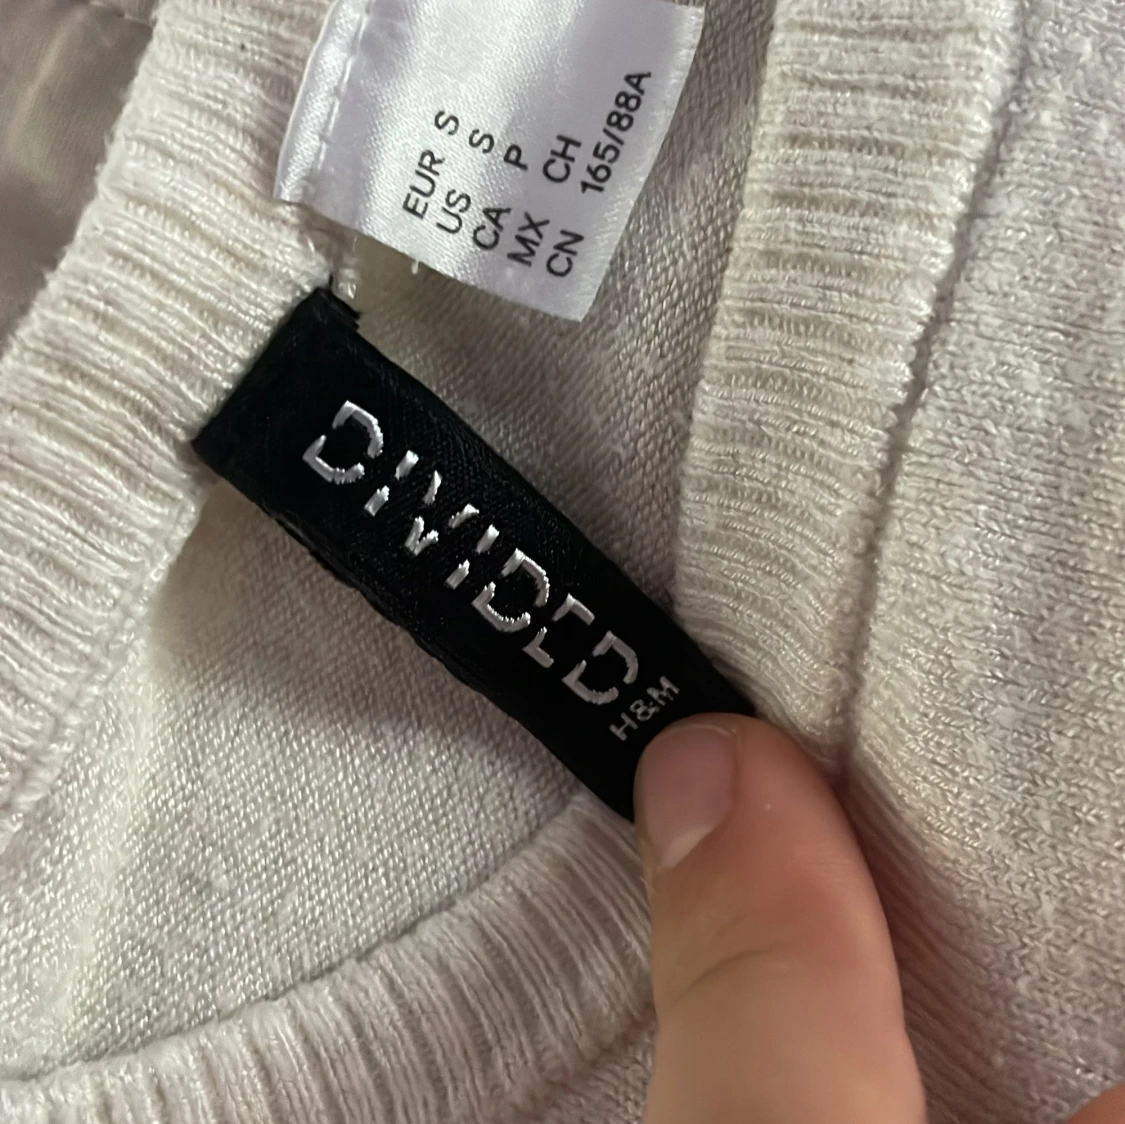 EUR S
US S
CA P
MX CH
CN 165/88A
DIVIDED
H&M